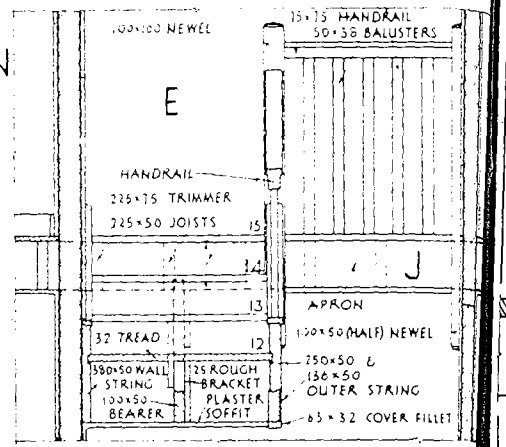 100×100 NEWEL
75×75 HANDRAIL
50×38 BALUSTERS
E
HANDRAIL
225×75 TRIMMER
225×50 JOISTS
15
14
J
13
APRON
100×50 (HALF) NEWEL
32 TREAD
12
380×50 WALL
STRING
100×50
BEARER
25 ROUGH
BRACKET
PLASTER
SOFFIT
250×50 &
136×50
OUTER STRING
63×32 COVER FILLET